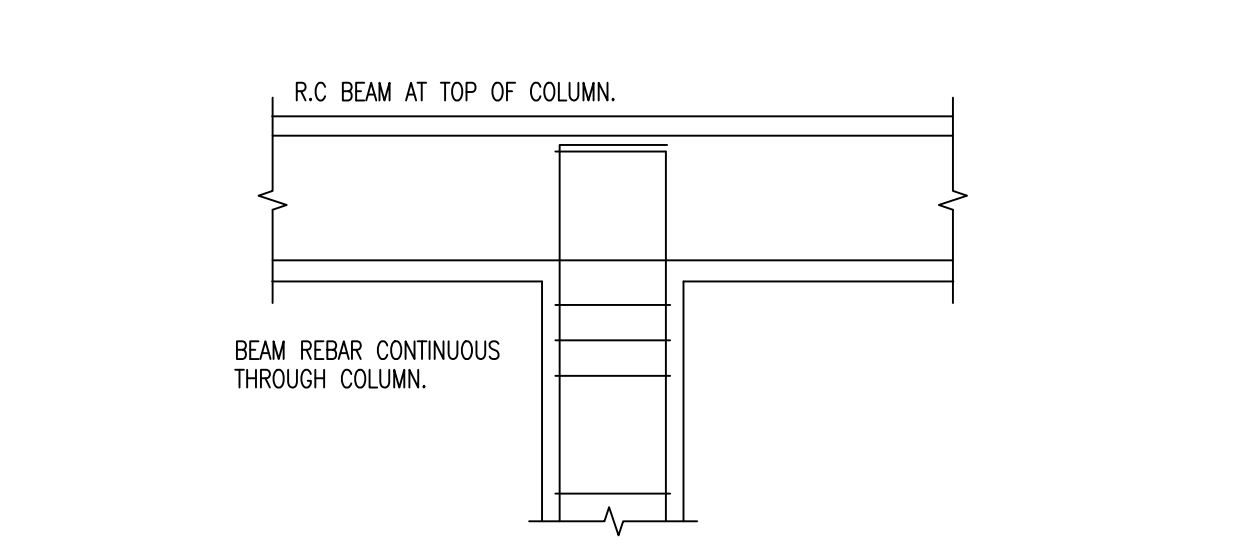 R.C BEAM AT TOP OF COLUMN.
BEAM REBAR CONTINUOUS
THROUGH COLUMN.